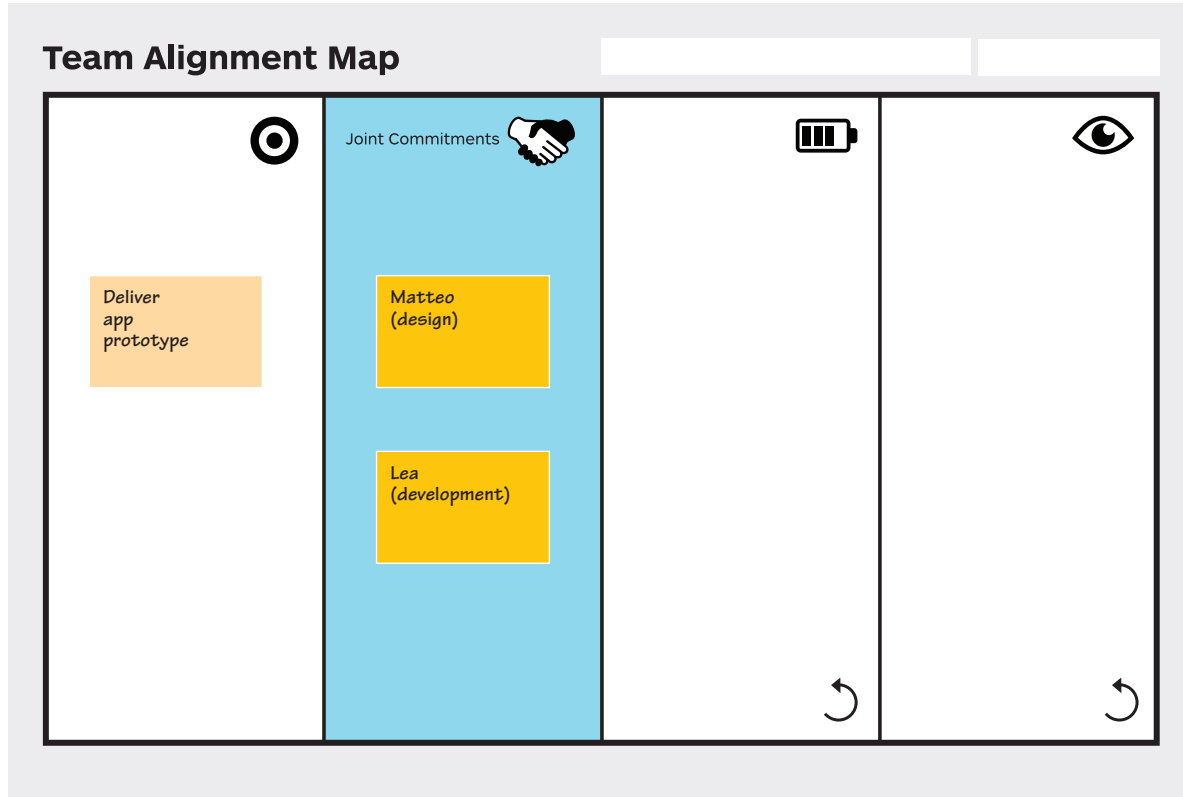 Team Alignment Map
Joint Commitments
Deliver
app
prototype
Matteo
(design)
Lea
(development)